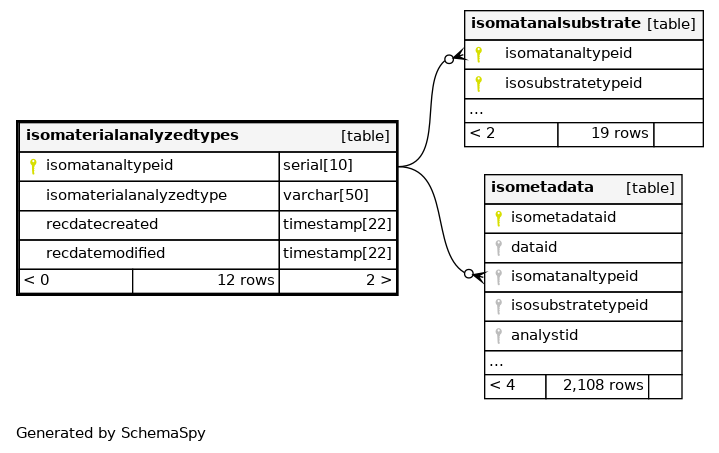 isomatanalsubstrate [table]
isomatanaltypeid
isosubstratetypeid
...
< 2 19 rows
isomaterialanalyzedtypes [table]
isomatanaltypeid serial[10]
isomaterialanalyzedtype varchar[50]
recdatecreated timestamp[22]
recdatemodified timestamp[22]
< 0 12 rows 2 >
isometadata [table]
isometadataid
dataid
isomatanaltypeid
isosubstratetypeid
analystid
...
< 4 2,108 rows
Generated by SchemaSpy